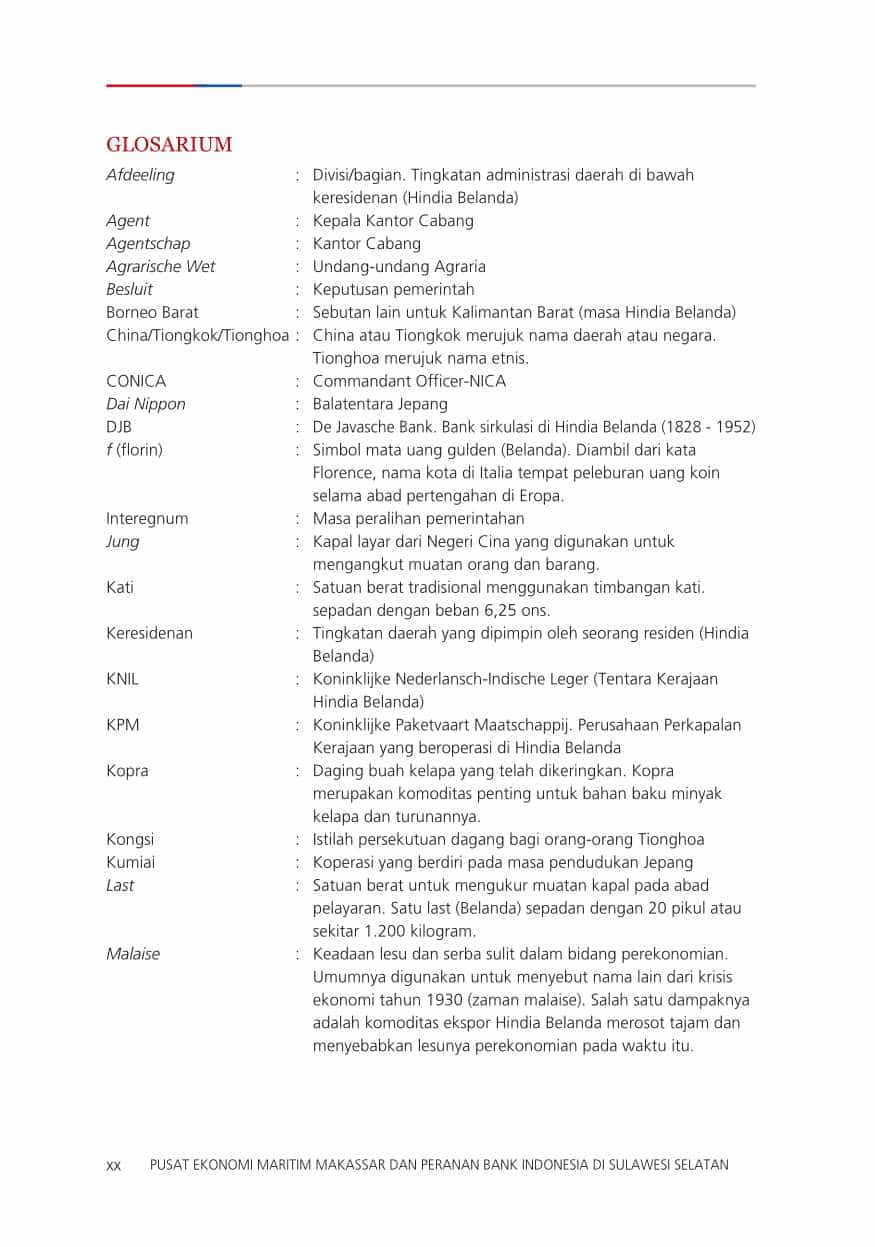 GLOSARIUM
Afdeeling : Divisi/bagian. Tingkatan administrasi daerah di bawah
keresidenan (Hindia Belanda)
Agent : Kepala Kantor Cabang
Agentschap : Kantor Cabang
Agrarische Wet : Undang-undang Agraria
Besluit : Keputusan pemerintah
Borneo Barat : Sebutan lain untuk Kalimantan Barat (masa Hindia Belanda)
China/Tiongkok/Tionghoa : China atau Tiongkok merujuk nama daerah atau negara.
Tionghoa merujuk nama etnis.
CONICA : Commandant Officer-NICA
Dai Nippon : Balatentara Jepang
DJB : De Javasche Bank. Bank sirkulasi di Hindia Belanda (1828 - 1952)
f (florin) : Simbol mata uang gulden (Belanda). Diambil dari kata
Florence, nama kota di Italia tempat peleburan uang koin
selama abad pertengahan di Eropa.
Interegnum : Masa peralihan pemerintahan
Jung : Kapal layar dari Negeri Cina yang digunakan untuk
mengangkut muatan orang dan barang.
Kati : Satuan berat tradisional menggunakan timbangan kati.
sepadan dengan beban 6,25 ons.
Keresidenan : Tingkatan daerah yang dipimpin oleh seorang residen (Hindia
Belanda)
KNIL : Koninklijke Nederlansch-Indische Leger (Tentara Kerajaan
Hindia Belanda)
KPM : Koninklijke Paketvaart Maatschappij. Perusahaan Perkapalan
Kerajaan yang beroperasi di Hindia Belanda
Kopra : Daging buah kelapa yang telah dikeringkan. Kopra
merupakan komoditas penting untuk bahan baku minyak
kelapa dan turunannya.
Kongsi : Istilah persekutuan dagang bagi orang-orang Tionghoa
Kumiai : Koperasi yang berdiri pada masa pendudukan Jepang
Last : Satuan berat untuk mengukur muatan kapal pada abad
pelayaran. Satu last (Belanda) sepadan dengan 20 pikul atau
sekitar 1.200 kilogram.
Malaise : Keadaan lesu dan serba sulit dalam bidang perekonomian.
Umumnya digunakan untuk menyebut nama lain dari krisis
ekonomi tahun 1930 (zaman malaise). Salah satu dampaknya
adalah komoditas ekspor Hindia Belanda merosot tajam dan
menyebabkan lesunya perekonomian pada waktu itu.
xx PUSAT EKONOMI MARITIM MAKASSAR DAN PERANAN BANK INDONESIA DI SULAWESI SELATAN